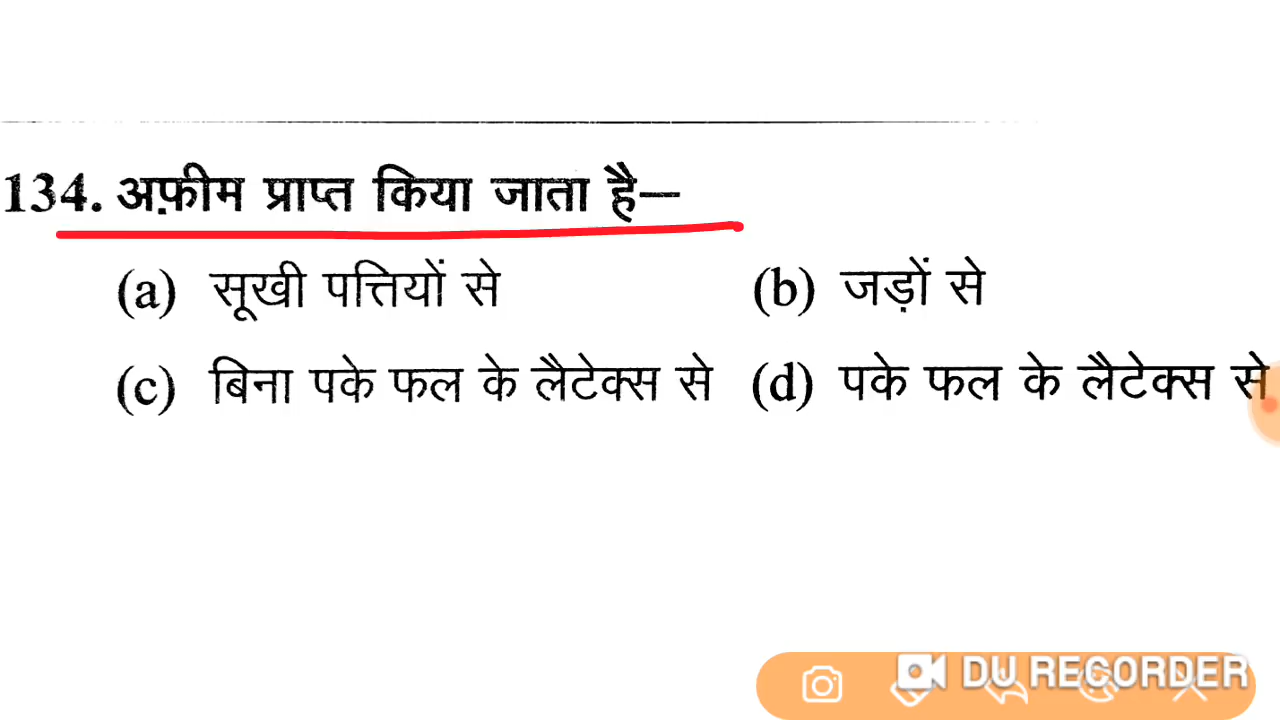 134. अफ़ीम प्राप्त किया जाता है—
(a) सूखी पत्तियों से (b) जड़ों से
(c) बिना पके फल के लैटेक्स से (d) पके फल के लैटेक्स से
DU RECORDER